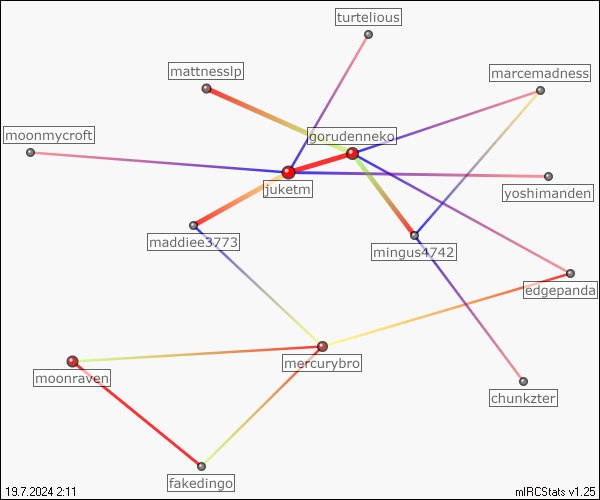 turtelious
mattnesslp
marcemadness
gorudenneko
moonmycroft
juketm
yoshimanden
maddiee3773
mingus4742
edgepanda
mercurybro
moonraven
chunkzter
fakedingo
19.7.2024 2:11
mIRCStats v1.25